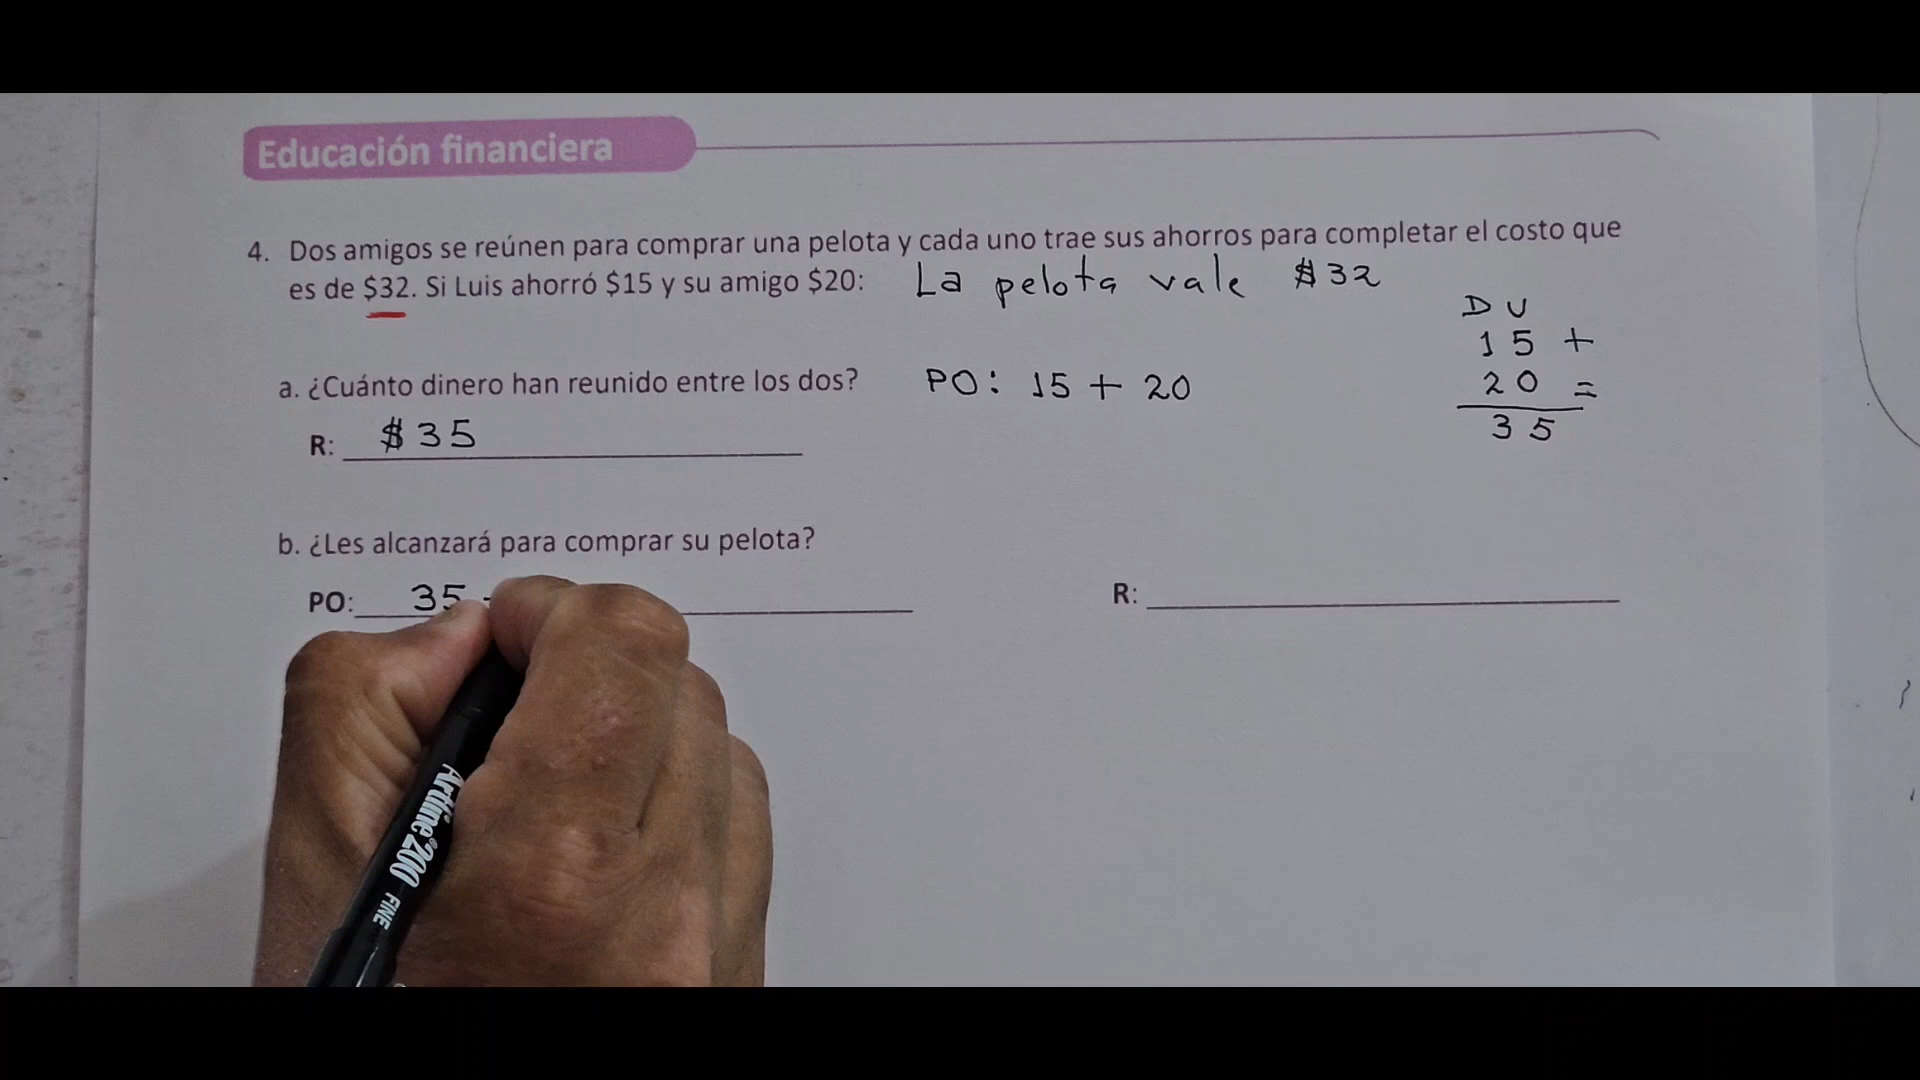 Educación financiera
4. Dos amigos se reúnen para comprar una pelota y cada uno trae sus ahorros para completar el costo que
es de $32. Si Luis ahorró $15 y su amigo $20: La pelota vale $32
D U
15 +
a. ¿Cuánto dinero han reunido entre los dos? PO: 15 + 20
20 =
35
R: $35
b. ¿Les alcanzará para comprar su pelota?
PO: 35 -
R:
Artline 200 FINE